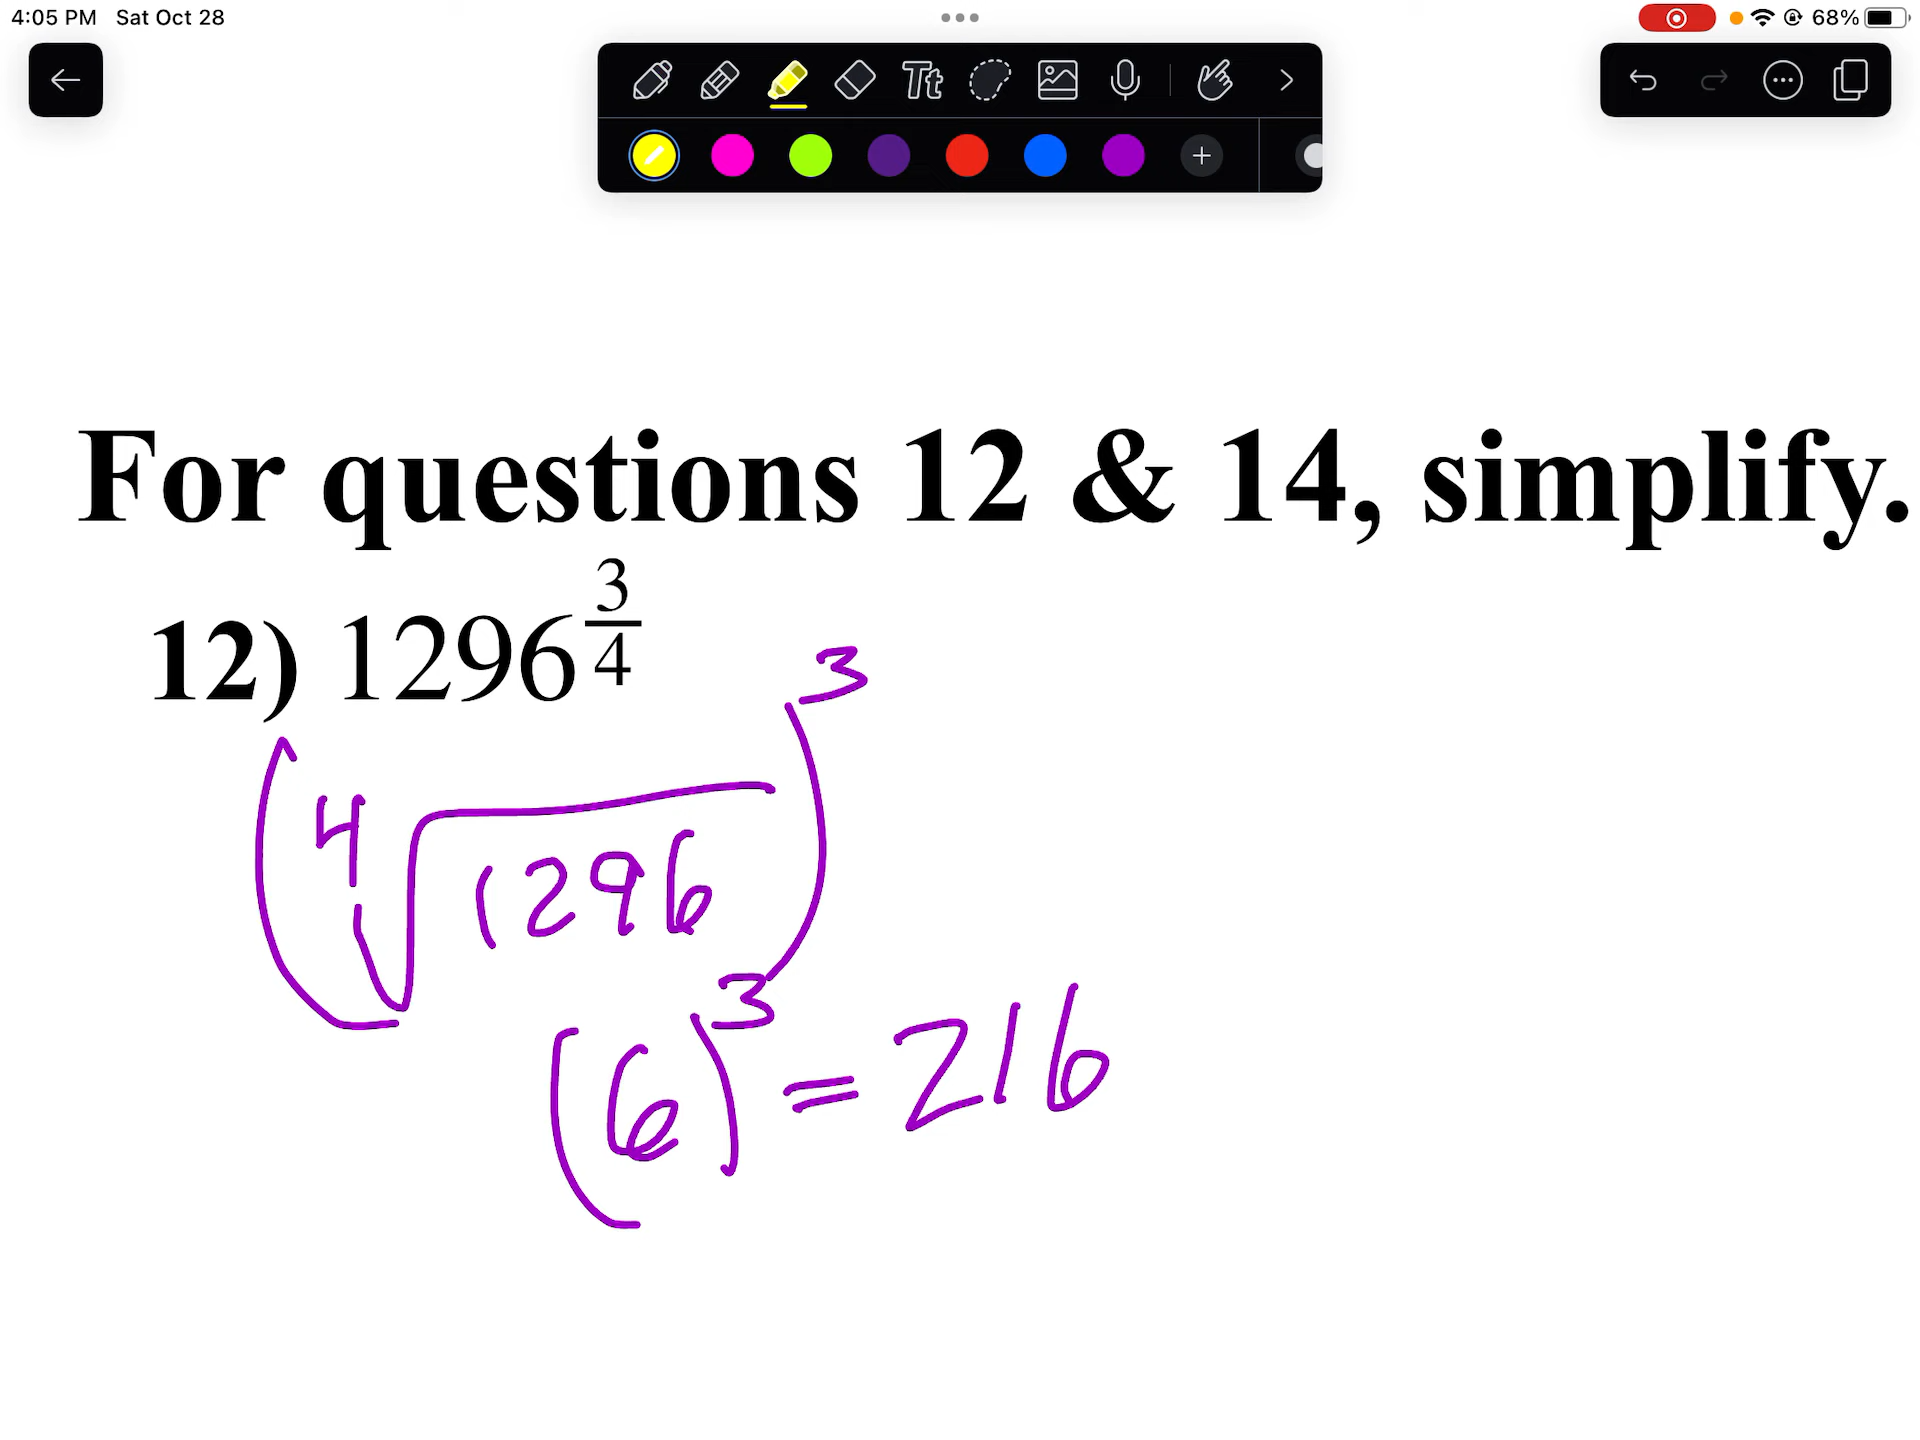 4:05 PM Sat Oct 28
68%
Tt
For questions 12 & 14, simplify.
12) 1296^(3/4)
(∜1296)³
(6)³ = 216